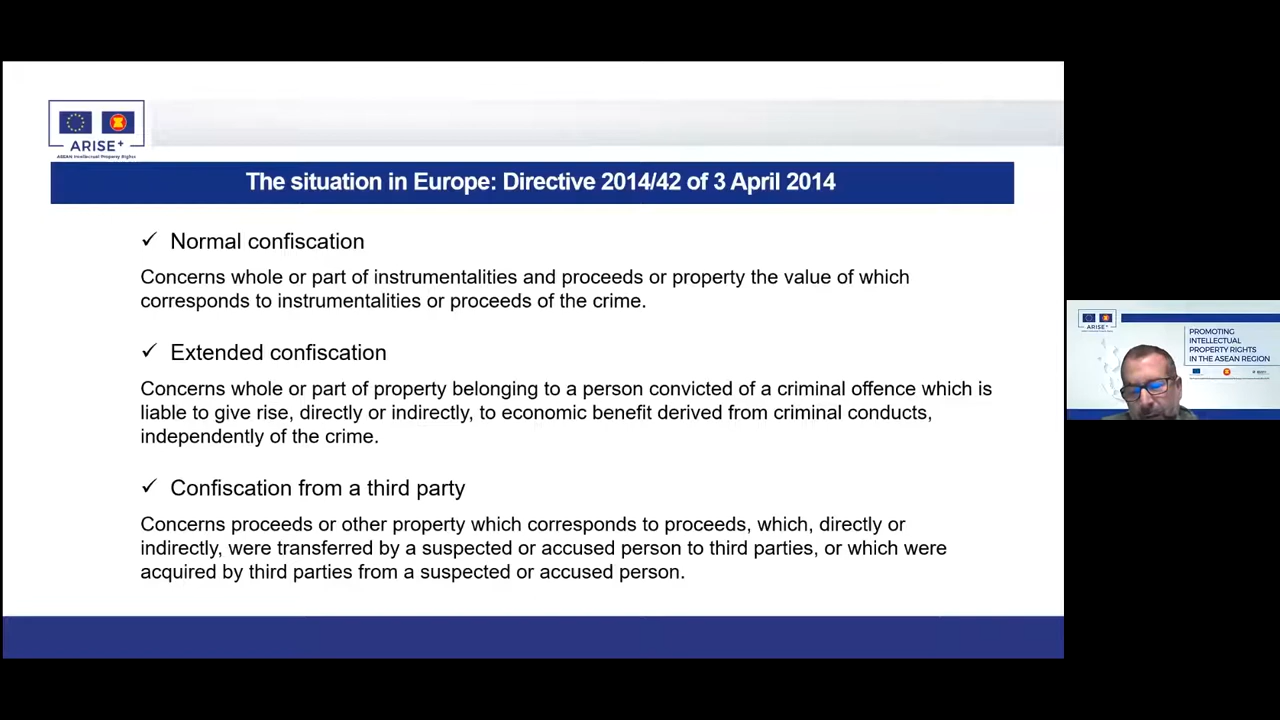 ARISE+
ASEAN Intellectual Property Rights
The situation in Europe: Directive 2014/42 of 3 April 2014
✓ Normal confiscation
Concerns whole or part of instrumentalities and proceeds or property the value of which
corresponds to instrumentalities or proceeds of the crime.
✓ Extended confiscation
Concerns whole or part of property belonging to a person convicted of a criminal offence which is
liable to give rise, directly or indirectly, to economic benefit derived from criminal conducts,
independently of the crime.
✓ Confiscation from a third party
Concerns proceeds or other property which corresponds to proceeds, which, directly or
indirectly, were transferred by a suspected or accused person to third parties, or which were
acquired by third parties from a suspected or accused person.
ARISE+
PROMOTING
INTELLECTUAL
PROPERTY RIGHTS
IN THE ASEAN REGION